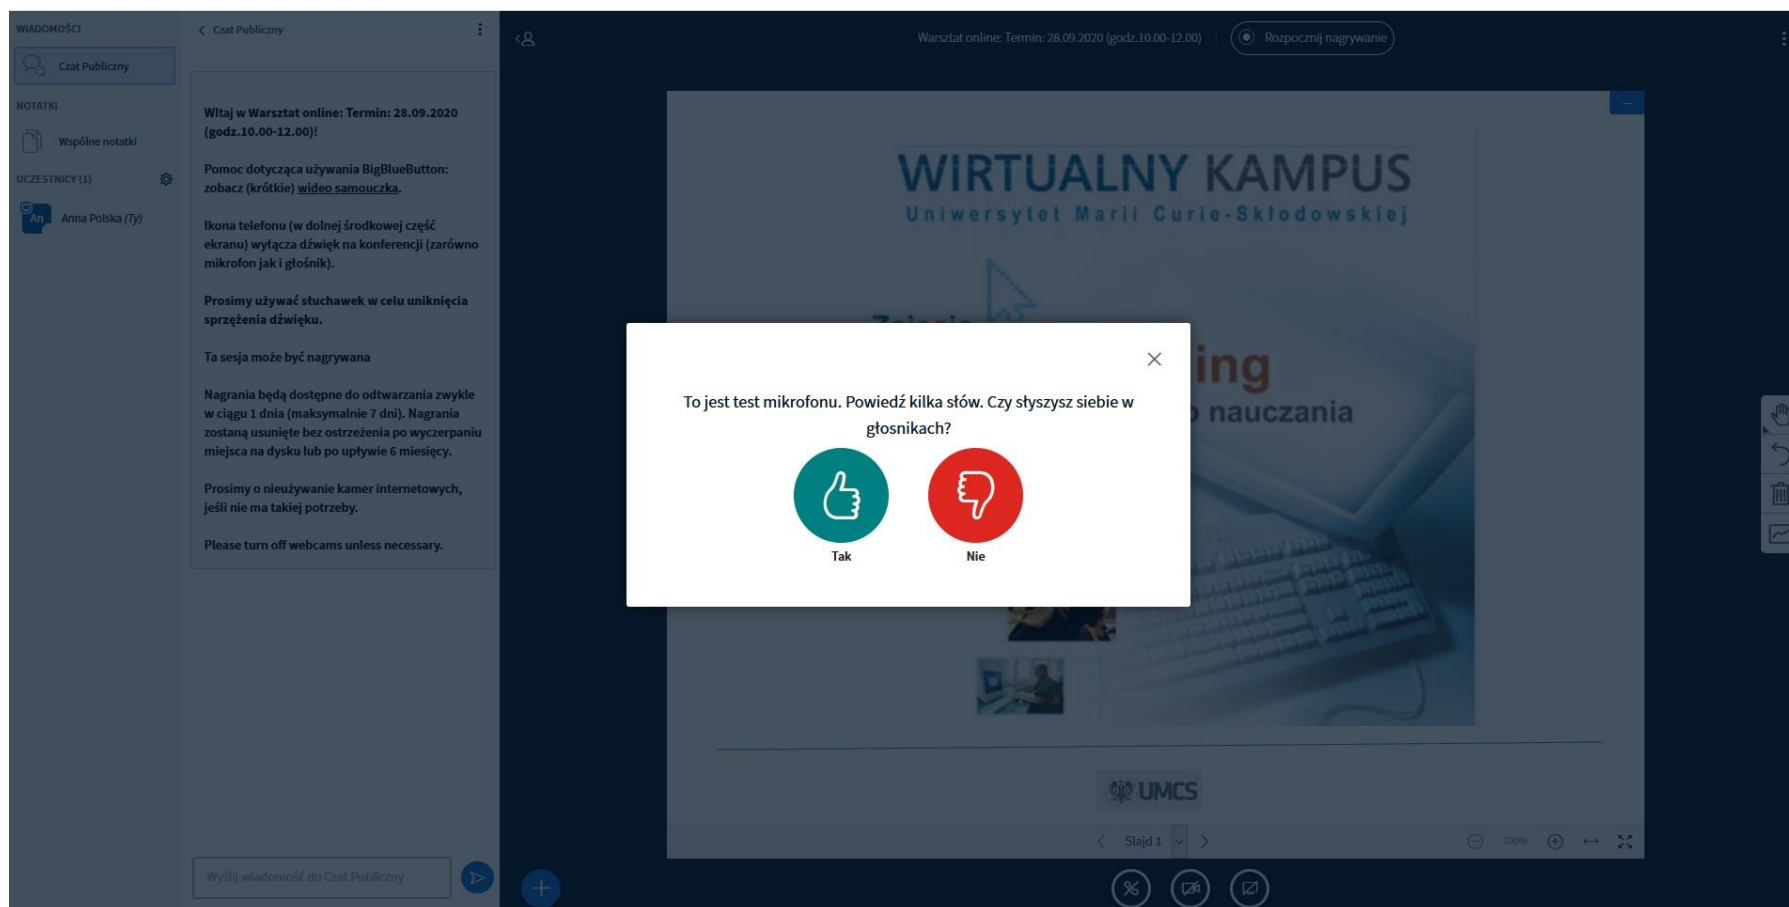 WIADOMOŚCI
Czat Publiczny
NOTATKI
Wspólne notatki
UCZESTNICY (1)
An
Anna Polska (Ty)
Czat Publiczny
Witaj w Warsztat online: Termin: 28.09.2020
(godz.10.00-12.00)!
Pomoc dotycząca używania BigBlueButton:
zobacz (krótkie) wideo samouczka.
Ikona telefonu (w dolnej środkowej część
ekranu) wyłącza dźwięk na konferencji (zarówno
mikrofon jak i głośnik).
Prosimy używać słuchawek w celu uniknięcia
sprzężenia dźwięku.
Ta sesja może być nagrywana
Nagrania będą dostępne do odtwarzania zwykle
w ciągu 1 dnia (maksymalnie 7 dni). Nagrania
zostaną usunięte bez ostrzeżenia po wyczerpaniu
miejsca na dysku lub po upływie 6 miesięcy.
Prosimy o nieużywanie kamer internetowych,
jeśli nie ma takiej potrzeby.
Please turn off webcams unless necessary.
Wyślij wiadomość do Czat Publiczny
Warsztat online: Termin: 28.09.2020 (godz.10.00-12.00)
Rozpocznij nagrywanie
WIRTUALNY KAMPUS
Uniwersytet Marii Curie-Skłodowskiej
ing
nauczania
To jest test mikrofonu. Powiedź kilka słów. Czy słyszysz siebie w
głosnikach?
Tak
Nie
UMCS
Slajd 1
100%